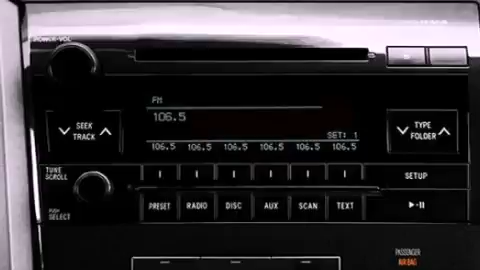 POWER·VOL
FM
106.5
SET: 1
106.5 106.5 106.5 106.5 106.5 106.5
SEEK
TRACK
TYPE
FOLDER
TUNE
SCROLL
SETUP
PUSH
SELECT
PRESET RADIO DISC AUX SCAN TEXT
PASSENGER
AIR BAG